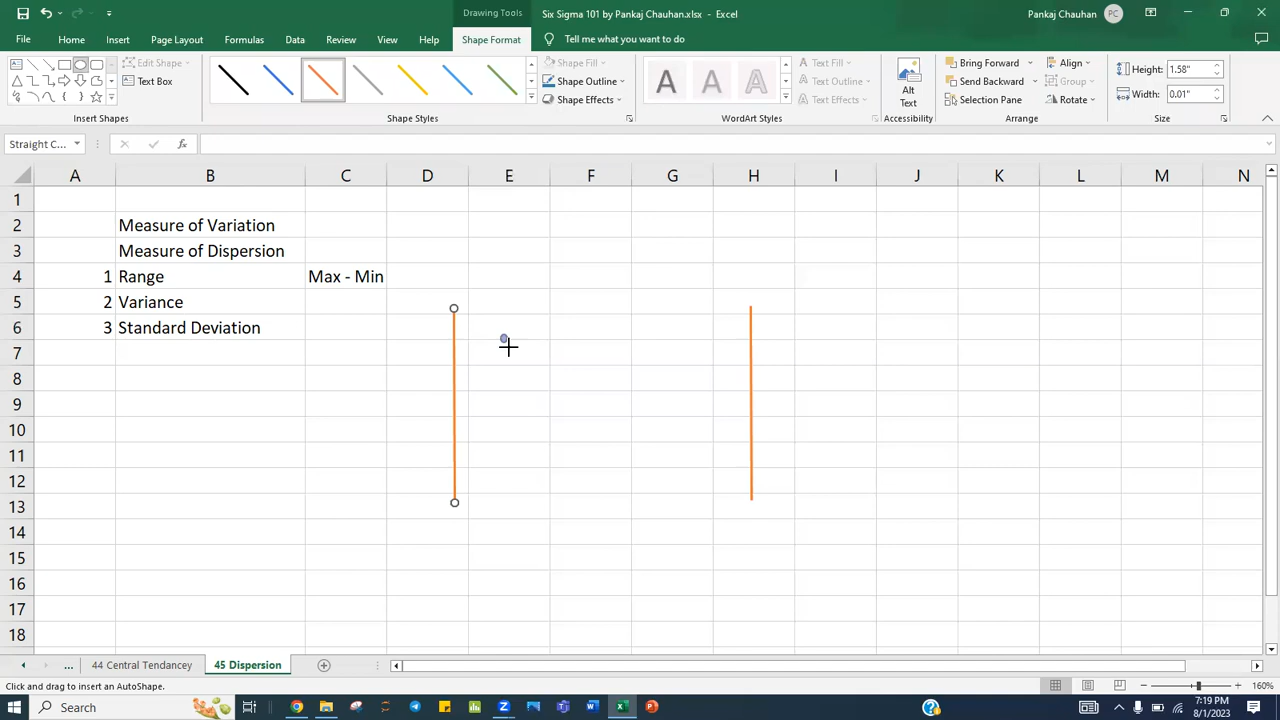 Drawing Tools
Six Sigma 101 by Pankaj Chauhan.xlsx - Excel
Pankaj Chauhan PC
File Home Insert Page Layout Formulas Data Review View Help Shape Format Tell me what you want to do
Edit Shape
Text Box
Insert Shapes
Shape Fill
Shape Outline
Shape Effects
Shape Styles
A A A
Text Fill
Text Outline
Text Effects
WordArt Styles
Alt Text
Accessibility
Bring Forward
Send Backward
Selection Pane
Align
Group
Rotate
Arrange
Height: 1.58"
Width: 0.01"
Size
Straight C...
fx
A B C D E F G H I J K L M N
1
2 Measure of Variation
3 Measure of Dispersion
4 1 Range Max - Min
5 2 Variance
6 3 Standard Deviation
7
8
9
10
11
12
13
14
15
16
17
18
... 44 Central Tendancey 45 Dispersion
Click and drag to insert an AutoShape.
160%
Search
7:19 PM
8/1/2023